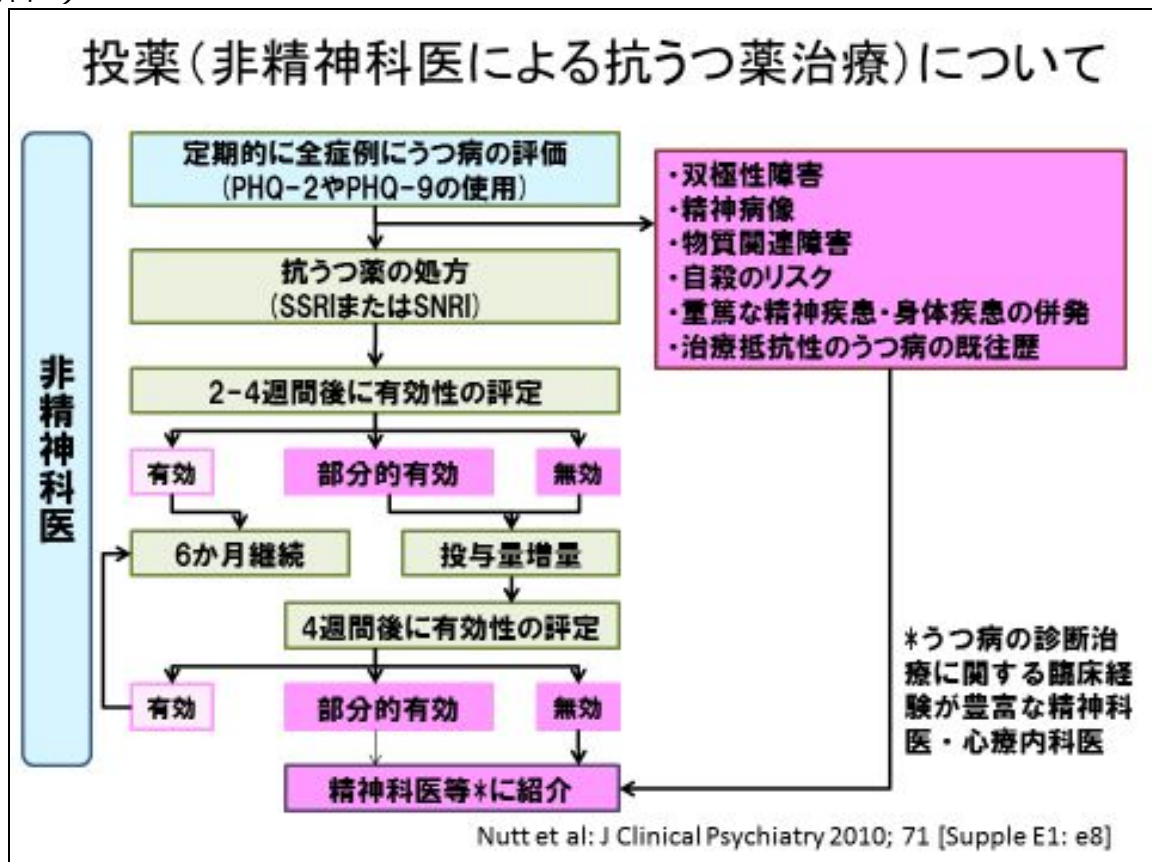 投薬(非精神科医による抗うつ薬治療)について
非精神科医
定期的に全症例にうつ病の評価
(PHQ-2やPHQ-9の使用)
・双極性障害
・精神病像
・物質関連障害
・自殺のリスク
・重篤な精神疾患・身体疾患の併発
・治療抵抗性のうつ病の既往歴
抗うつ薬の処方
(SSRIまたはSNRI)
2-4週間後に有効性の評定
有効
部分的有効
無効
6か月継続
投与量増量
4週間後に有効性の評定
有効
部分的有効
無効
精神科医等*に紹介
*うつ病の診断治
療に関する臨床経
験が豊富な精神科
医・心療内科医
Nutt et al: J Clinical Psychiatry 2010; 71 [Supple E1: e8]